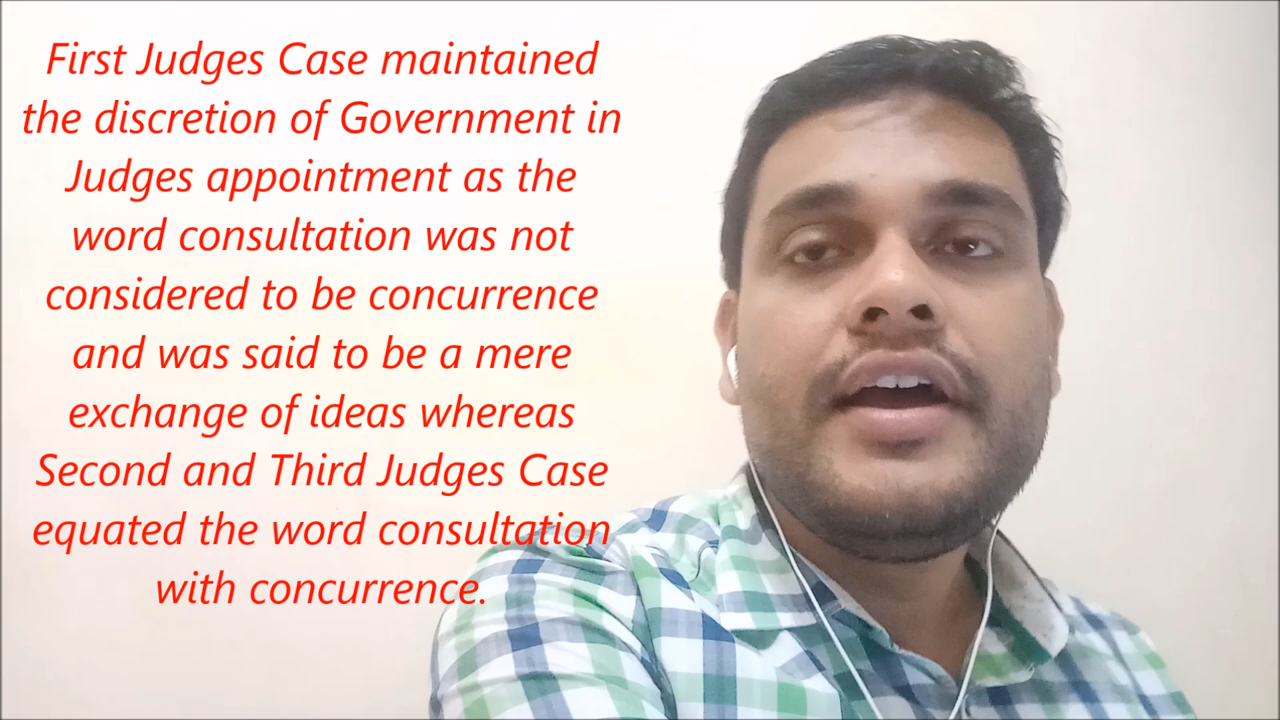 First Judges Case maintained
the discretion of Government in
Judges appointment as the
word consultation was not
considered to be concurrence
and was said to be a mere
exchange of ideas whereas
Second and Third Judges Case
equated the word consultation
with concurrence.